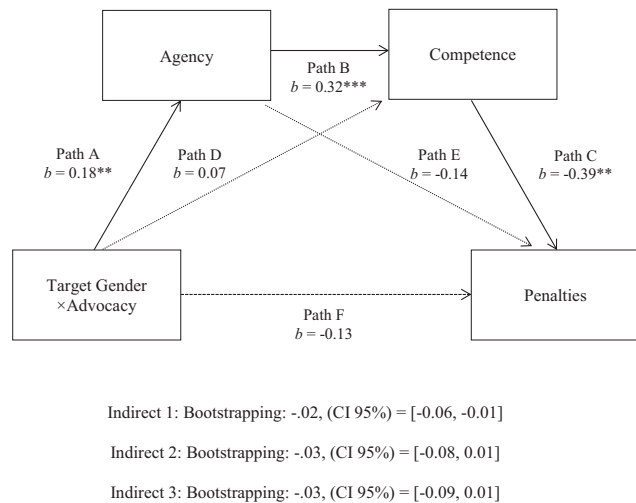 Agency
Competence
Path B
b = 0.32***
Path A
b = 0.18**
Path D
b = 0.07
Path E
b = -0.14
Path C
b = -0.39**
Target Gender
×Advocacy
Penalties
Path F
b = -0.13
Indirect 1: Bootstrapping: -.02, (CI 95%) = [-0.06, -0.01]
Indirect 2: Bootstrapping: -.03, (CI 95%) = [-0.08, 0.01]
Indirect 3: Bootstrapping: -.03, (CI 95%) = [-0.09, 0.01]